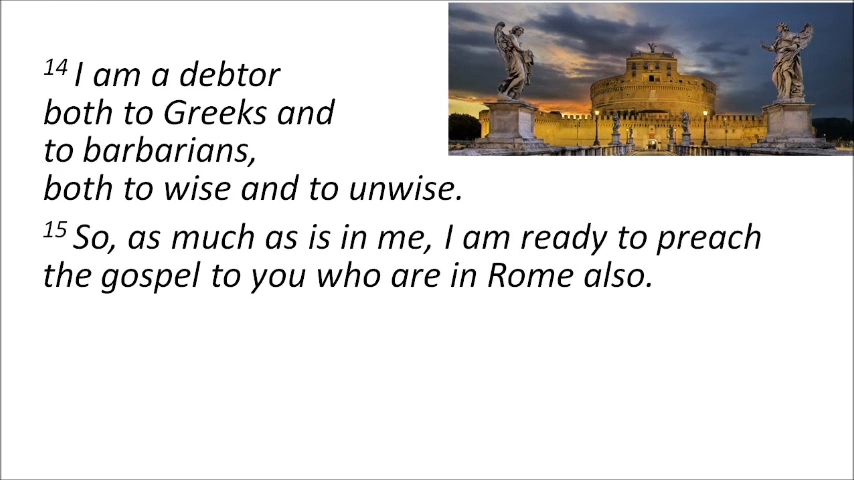 14 I am a debtor
both to Greeks and
to barbarians,
both to wise and to unwise.
15 So, as much as is in me, I am ready to preach
the gospel to you who are in Rome also.